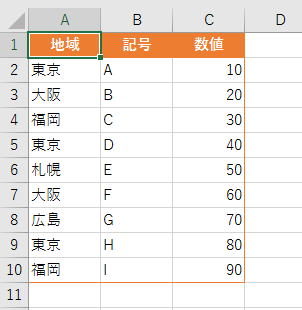 A B C D
1 地域 記号 数値
2 東京 A 10
3 大阪 B 20
4 福岡 C 30
5 東京 D 40
6 札幌 E 50
7 大阪 F 60
8 広島 G 70
9 東京 H 80
10 福岡 I 90
11